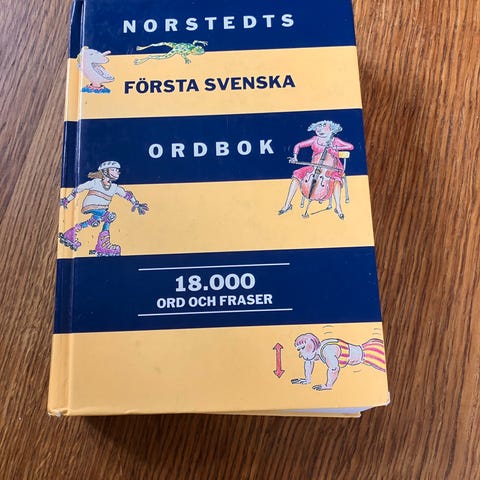 NORSTEDTS
FÖRSTA SVENSKA
ORDBOK
18.000
ORD OCH FRASER